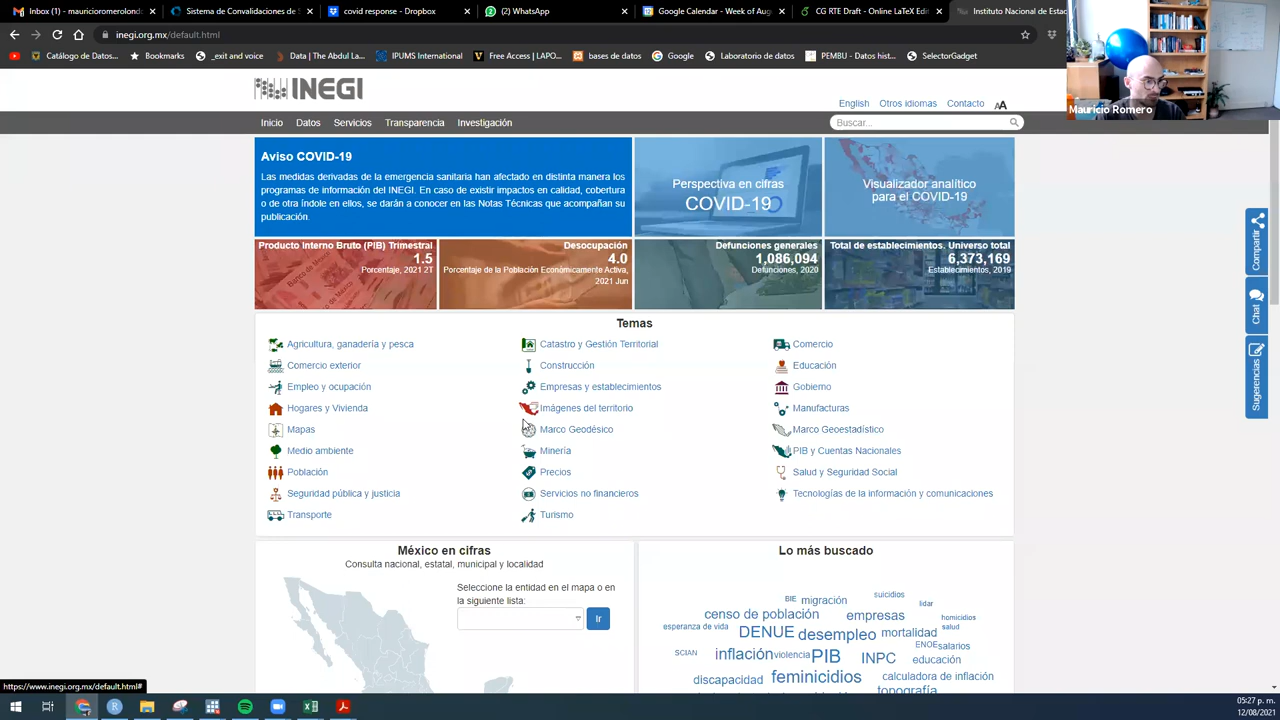 Inbox (1) - mauricioromerolond
Sistema de Convalidaciones de S
covid response - Dropbox
(2) WhatsApp
Google Calendar - Week of Aug
CG RTE Draft - Online LaTeX Edit
Instituto Nacional de Estad
inegi.org.mx/default.html
Catálogo de Datos...
Bookmarks
_exit and voice
Data | The Abdul La...
IPUMS International
Free Access | LAPO...
bases de datos
Google
Laboratorio de datos
PEMBU - Datos hist...
SelectorGadget
Mauricio Romero
INEGI
English
Otros idiomas
Contacto
AA
Inicio
Datos
Servicios
Transparencia
Investigación
Buscar...
Aviso COVID-19
Las medidas derivadas de la emergencia sanitaria han afectado en distinta manera los
programas de información del INEGI. En caso de existir impactos en calidad, cobertura
o de otra índole en ellos, se darán a conocer en las Notas Técnicas que acompañan su
publicación.
Perspectiva en cifras
COVID-19
Visualizador analítico
para el COVID-19
Producto Interno Bruto (PIB) Trimestral
1.5
Porcentaje, 2021 2T
Desocupación
4.0
Porcentaje de la Población Económicamente Activa,
2021 Jun
Defunciones generales
1,086,094
Defunciones, 2020
Total de establecimientos. Universo total
6,373,169
Establecimientos, 2019
Compartir
Chat
Sugerencias
Temas
Agricultura, ganadería y pesca
Catastro y Gestión Territorial
Comercio
Comercio exterior
Construcción
Educación
Empleo y ocupación
Empresas y establecimientos
Gobierno
Hogares y Vivienda
Imágenes del territorio
Manufacturas
Mapas
Marco Geodésico
Marco Geoestadístico
Medio ambiente
Minería
PIB y Cuentas Nacionales
Población
Precios
Salud y Seguridad Social
Seguridad pública y justicia
Servicios no financieros
Tecnologías de la información y comunicaciones
Transporte
Turismo
México en cifras
Consulta nacional, estatal, municipal y localidad
Seleccione la entidad en el mapa o en
la siguiente lista:
Ir
Lo más buscado
BIE migración suicidios lidar
censo de población empresas homicidios
esperanza de vida DENUE desempleo mortalidad salud
SCIAN inflación violencia PIB INPC ENOE salarios
educación
discapacidad feminicidios calculadora de inflación
topografía
https://www.inegi.org.mx/default.html#
05:27 p. m.
12/08/2021